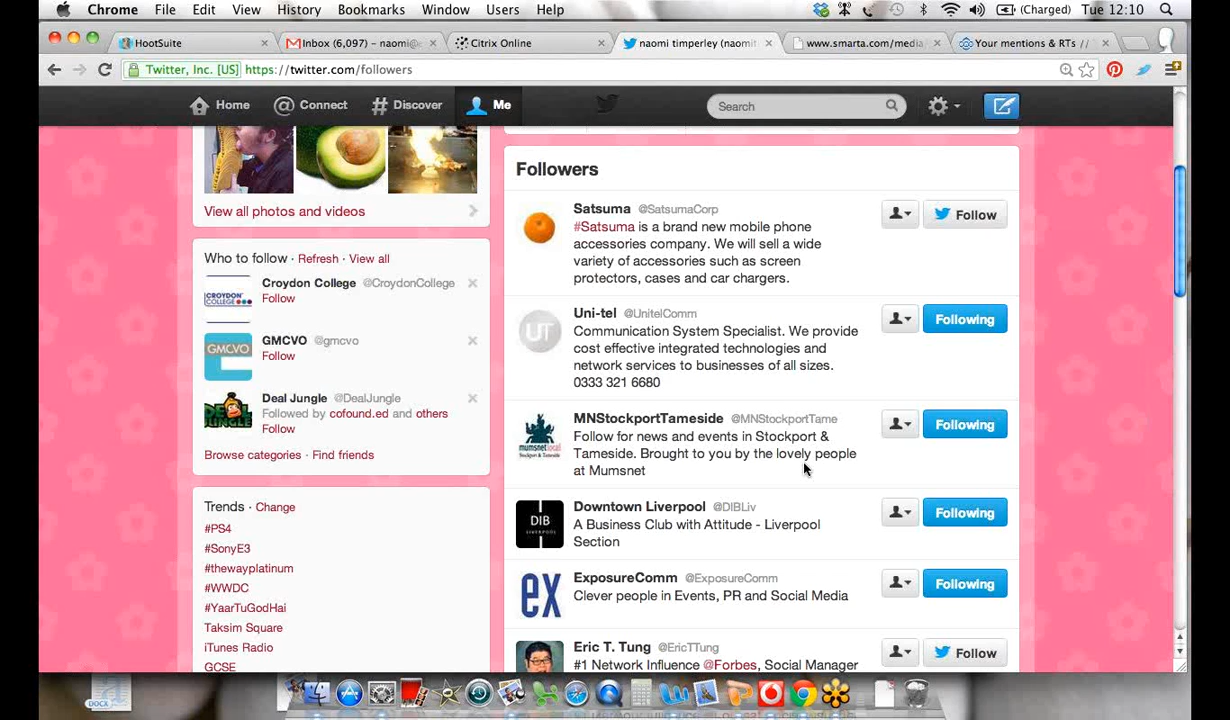 Chrome File Edit View History Bookmarks Window Users Help (Charged) Tue 12:10
HootSuite Inbox (6,097) – naomi@ Citrix Online naomi timperley (naomit www.smarta.com/media/ Your mentions & RTs //
Twitter, Inc. [US] https://twitter.com/followers
Home @ Connect # Discover Me Search
View all photos and videos
Who to follow · Refresh · View all
Croydon College @CroydonCollege
Follow
GMCVO @gmcvo
GMCVO
Follow
Deal Jungle @DealJungle
Followed by cofound.ed and others
Follow
Browse categories · Find friends
Trends · Change
#PS4
#SonyE3
#thewayplatinum
#WWDC
#YaarTuGodHai
Taksim Square
iTunes Radio
GCSE
Followers
Satsuma @SatsumaCorp
Follow
#Satsuma is a brand new mobile phone
accessories company. We will sell a wide
variety of accessories such as screen
protectors, cases and car chargers.
Uni-tel @UnitelComm
UT
Following
Communication System Specialist. We provide
cost effective integrated technologies and
network services to businesses of all sizes.
0333 321 6680
MNStockportTameside @MNStockportTame
Following
Follow for news and events in Stockport &
Tameside. Brought to you by the lovely people
at Mumsnet
Downtown Liverpool @DIBLiv
DIB
LIVERPOOL
Following
A Business Club with Attitude - Liverpool
Section
ExposureComm @ExposureComm
ex
Following
Clever people in Events, PR and Social Media
Eric T. Tung @EricTTung
Follow
#1 Network Influence @Forbes, Social Manager
DOCX